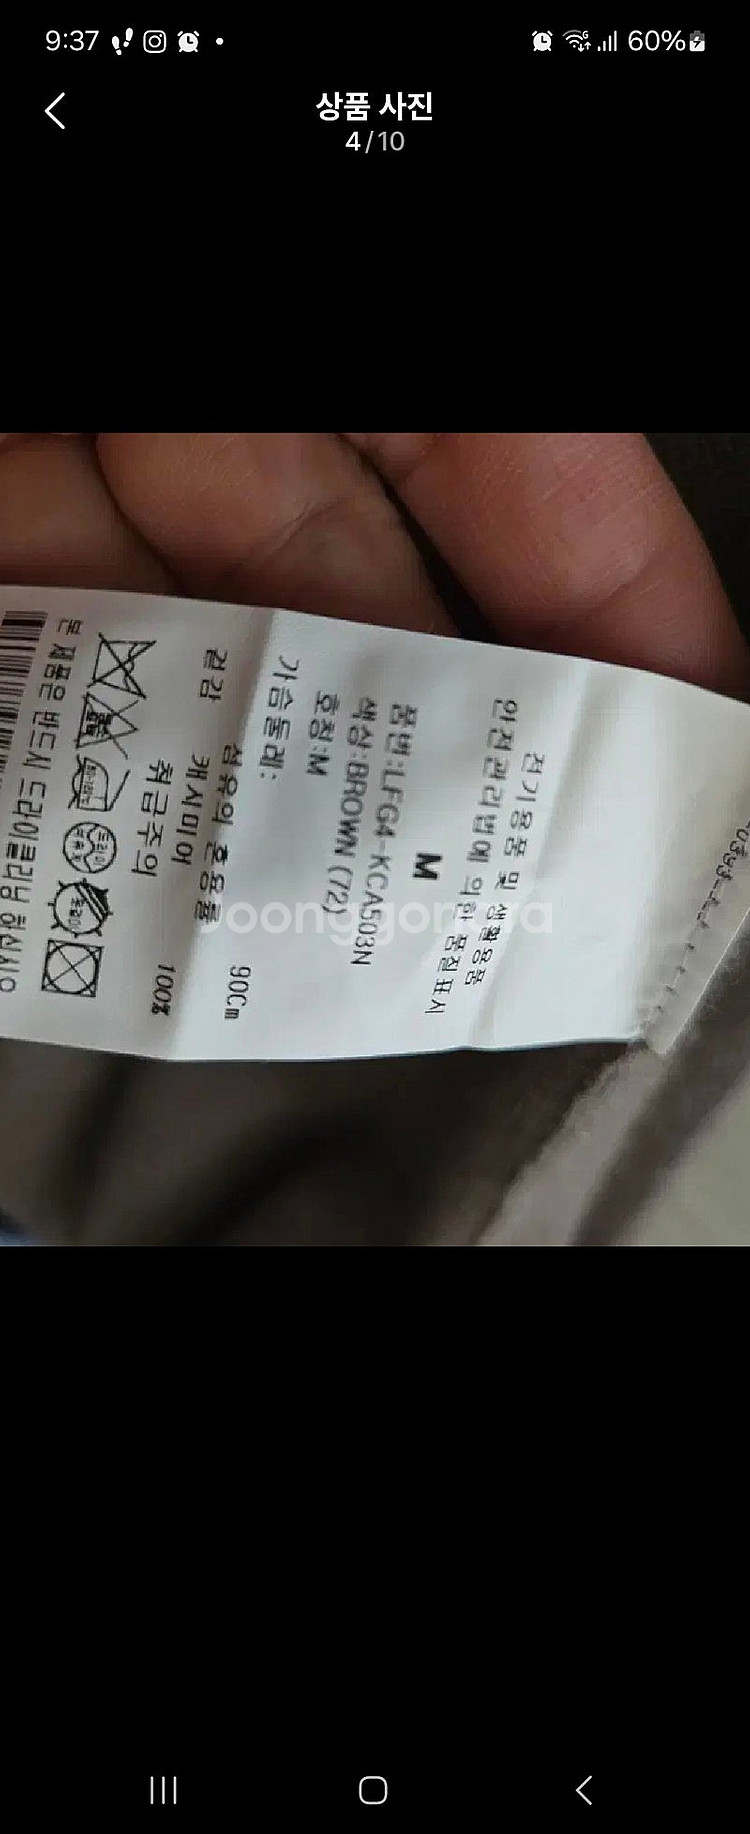 9:37
60%
상품 사진
4/10
전기용품 및 생활용품
안전관리법에 의한 품질표시
M
품번:LFG4-KCA503N
색상:BROWN (72)
호칭:M
가슴둘레:
90Cm
섬유의 혼용률
겉감 캐시미어 100%
취급주의
본 제품은 반드시 드라이클리닝 하십시오
joonggonara